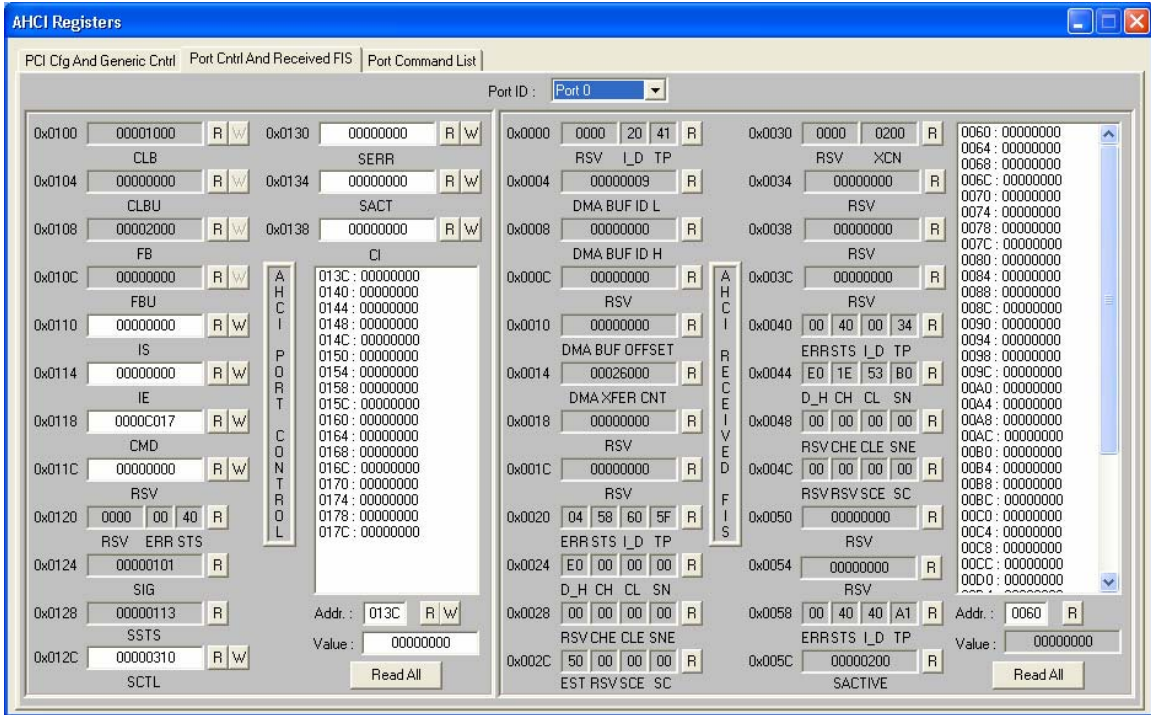 AHCI Registers
PCI Cfg And Generic Cntrl Port Cntrl And Received FIS Port Command List
Port ID : Port 0
0x0100 00001000 R W
CLB
0x0104 00000000 R W
CLBU
0x0108 00002000 R W
FB
0x010C 00000000 R W
FBU
0x0110 00000000 R W
IS
0x0114 00000000 R W
IE
0x0118 0000C017 R W
CMD
0x011C 00000000 R W
RSV
0x0120 0000 00 40 R
RSV ERR STS
0x0124 00000101 R
SIG
0x0128 00000113 R
SSTS
0x012C 00000310 R W
SCTL
0x0130 00000000 R W
SERR
0x0134 00000000 R W
SACT
0x0138 00000000 R W
CI
AHCI PORT CONTROL
013C : 00000000
0140 : 00000000
0144 : 00000000
0148 : 00000000
014C : 00000000
0150 : 00000000
0154 : 00000000
0158 : 00000000
015C : 00000000
0160 : 00000000
0164 : 00000000
0168 : 00000000
016C : 00000000
0170 : 00000000
0174 : 00000000
0178 : 00000000
017C : 00000000
Addr. : 013C R W
Value : 00000000
Read All
0x0000 0000 20 41 R
RSV I_D TP
0x0004 00000009 R
DMA BUF ID L
0x0008 00000000 R
DMA BUF ID H
0x000C 00000000 R
RSV
0x0010 00000000 R
DMA BUF OFFSET
0x0014 00026000 R
DMA XFER CNT
0x0018 00000000 R
RSV
0x001C 00000000 R
RSV
0x0020 04 58 60 5F R
ERR STS I_D TP
0x0024 E0 00 00 00 R
D_H CH CL SN
0x0028 00 00 00 00 R
RSV CHE CLE SNE
0x002C 50 00 00 00 R
EST RSV SCE SC
AHCI RECEIVED FIS
0x0030 0000 0200 R
RSV XCN
0x0034 00000000 R
RSV
0x0038 00000000 R
RSV
0x003C 00000000 R
RSV
0x0040 00 40 00 34 R
ERR STS I_D TP
0x0044 E0 1E 53 B0 R
D_H CH CL SN
0x0048 00 00 00 00 R
RSV CHE CLE SNE
0x004C 00 00 00 00 R
RSV RSV SCE SC
0x0050 00000000 R
RSV
0x0054 00000000 R
RSV
0x0058 00 40 40 A1 R
ERR STS I_D TP
0x005C 00000200 R
SACTIVE
0060 : 00000000
0064 : 00000000
0068 : 00000000
006C : 00000000
0070 : 00000000
0074 : 00000000
0078 : 00000000
007C : 00000000
0080 : 00000000
0084 : 00000000
0088 : 00000000
008C : 00000000
0090 : 00000000
0094 : 00000000
0098 : 00000000
009C : 00000000
00A0 : 00000000
00A4 : 00000000
00A8 : 00000000
00AC : 00000000
00B0 : 00000000
00B4 : 00000000
00B8 : 00000000
00BC : 00000000
00C0 : 00000000
00C4 : 00000000
00C8 : 00000000
00CC : 00000000
00D0 : 00000000
Addr. : 0060 R
Value : 00000000
Read All